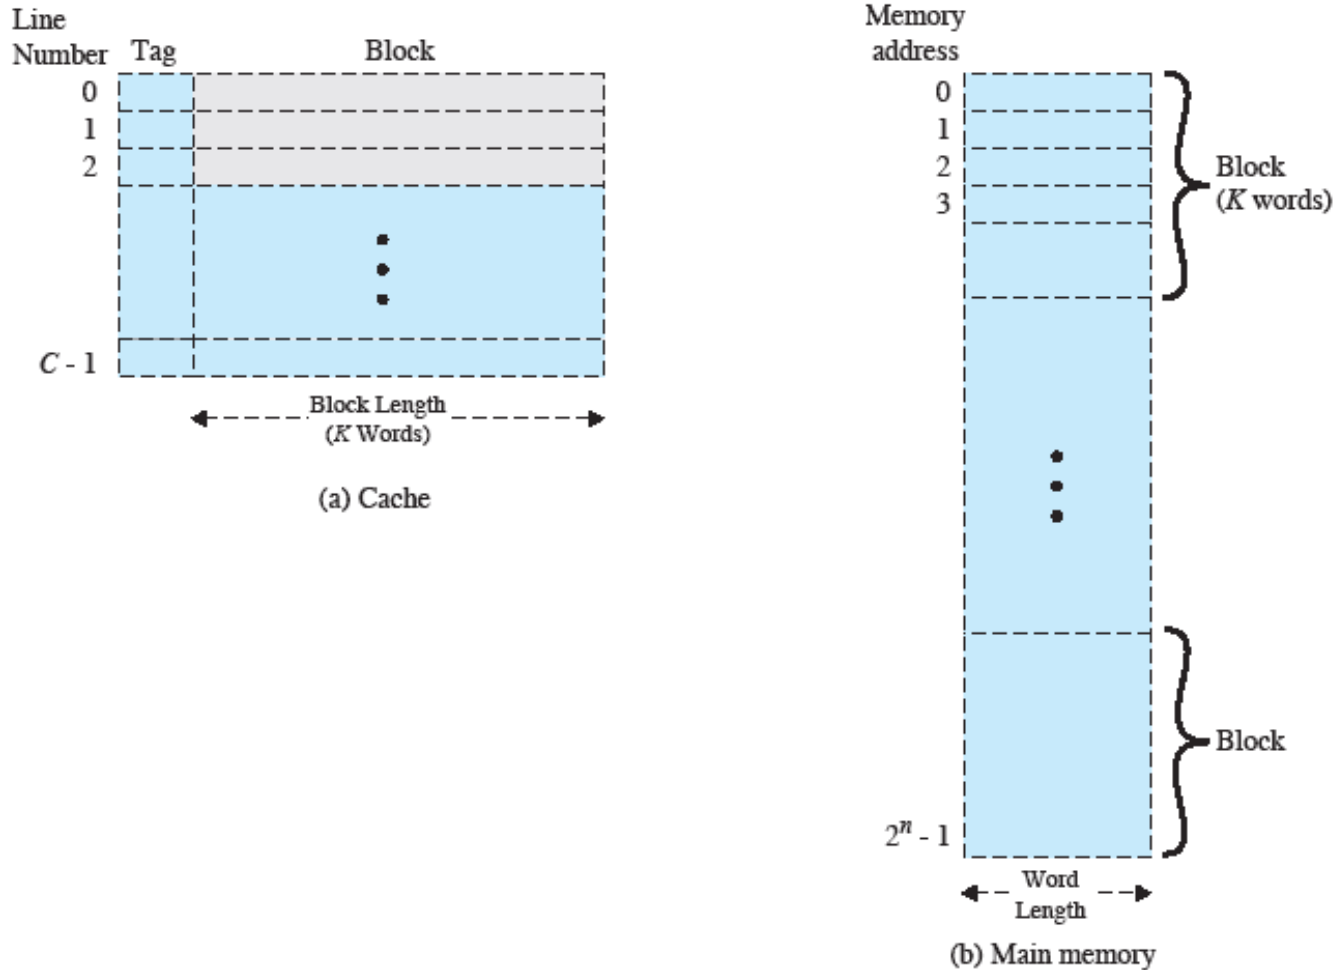 Line
Number Tag Block
0
1
2
C - 1
Block Length
(K Words)
(a) Cache
Memory
address
0
1
2
3
Block
(K words)
Block
2ⁿ - 1
Word
Length
(b) Main memory